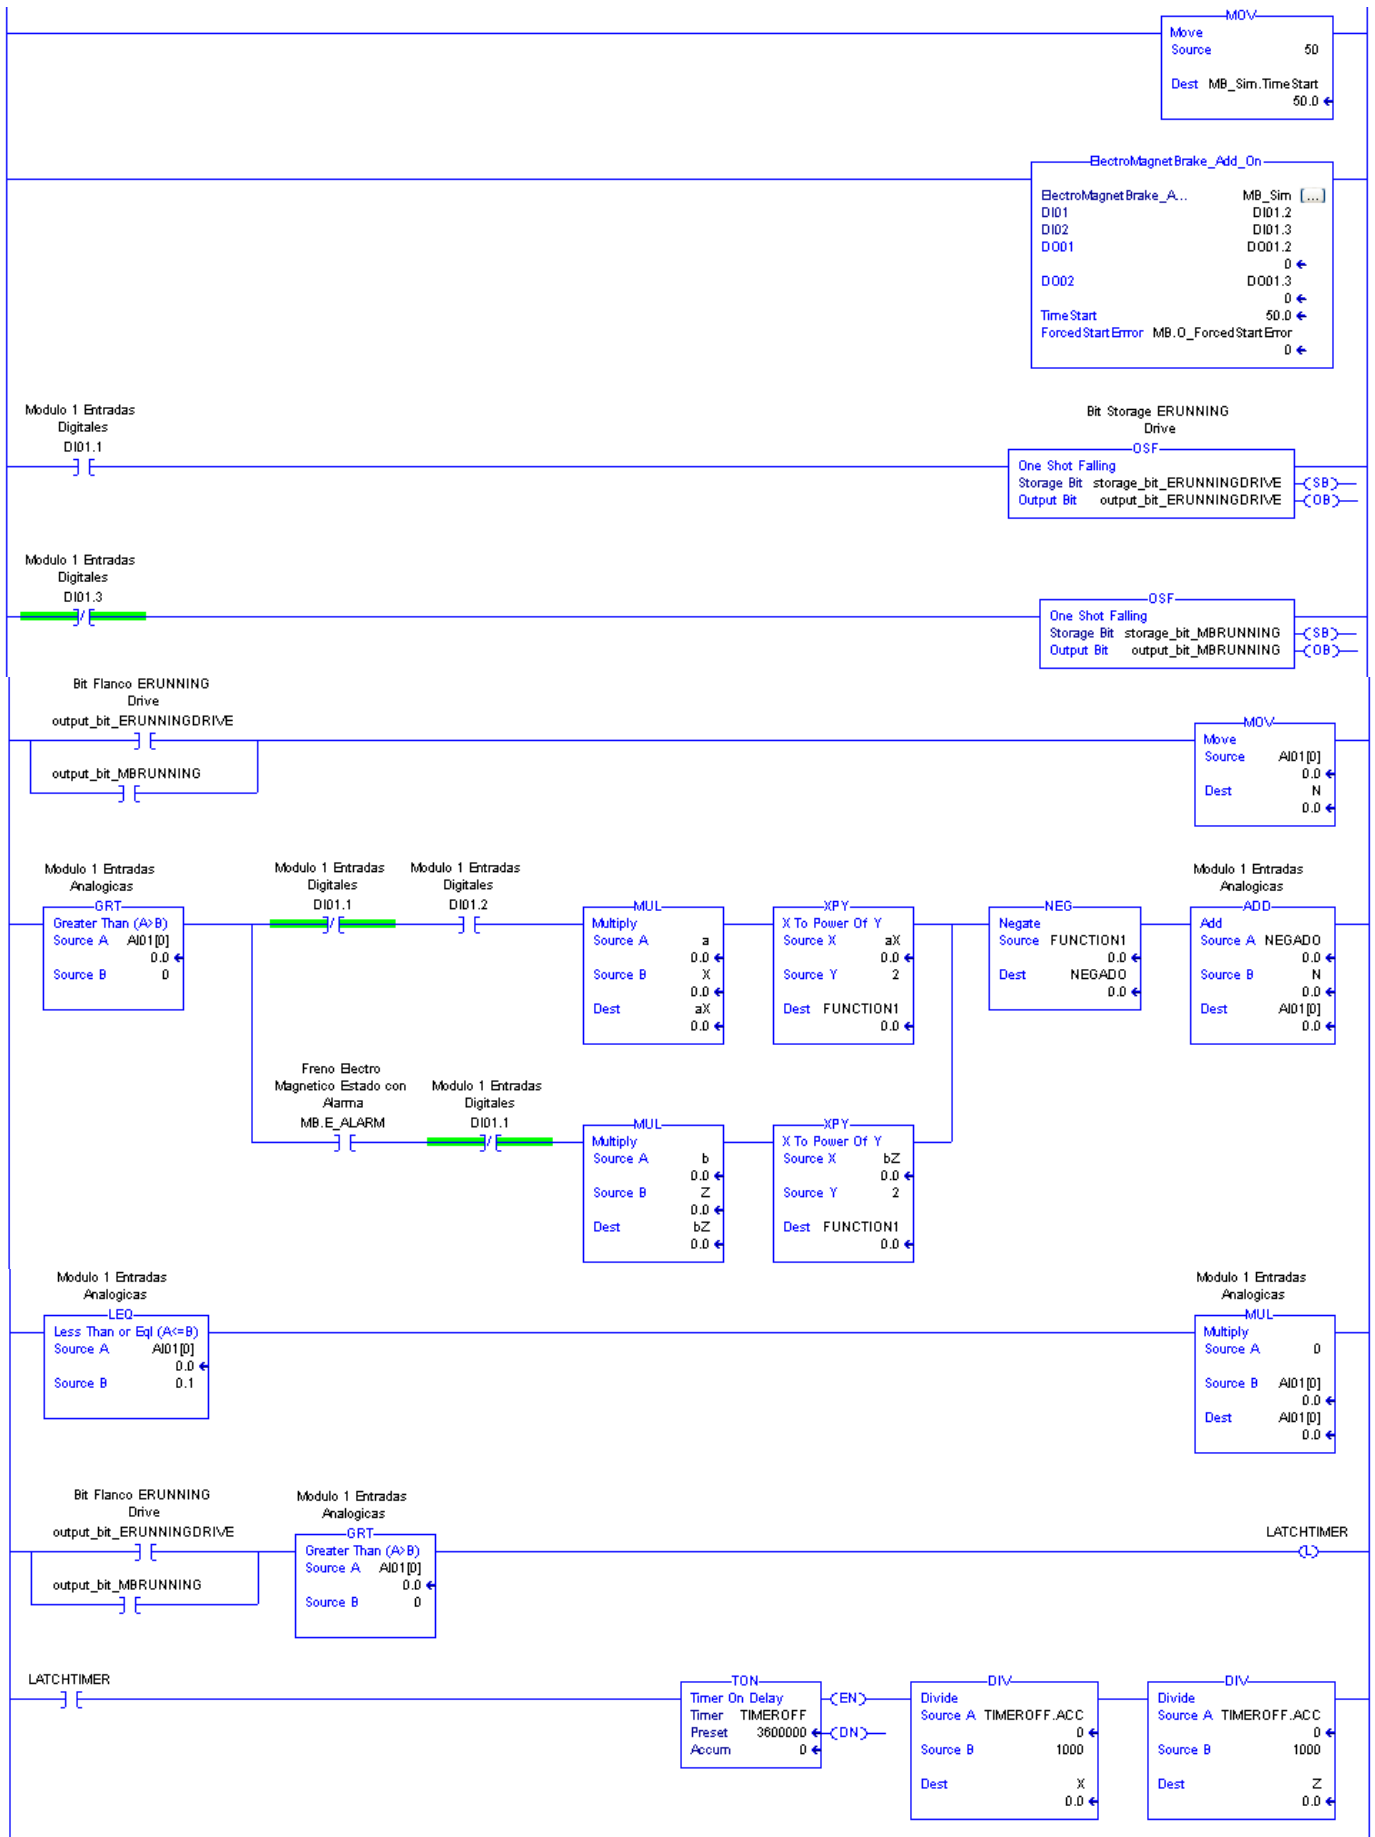 MOV
Move
Source 50
Dest MB_Sim.TimeStart
50.0
ElectroMagnetBrake_Add_On
ElectroMagnetBrake_A... MB_Sim ...
DI01 DI01.2
DI02 DI01.3
DO01 DO01.2
0
DO02 DO01.3
0
TimeStart 50.0
ForcedStartError MB.O_ForcedStartError
0
Modulo 1 Entradas
Digitales
DI01.1
Bit Storage ERUNNING
Drive
OSF
One Shot Falling
Storage Bit storage_bit_ERUNNINGDRIVE
SB
Output Bit output_bit_ERUNNINGDRIVE
OB
Modulo 1 Entradas
Digitales
DI01.3
OSF
One Shot Falling
Storage Bit storage_bit_MBRUNNING
SB
Output Bit output_bit_MBRUNNING
OB
Bit Flanco ERUNNING
Drive
output_bit_ERUNNINGDRIVE
output_bit_MBRUNNING
MOV
Move
Source AI01[0]
0.0
Dest N
0.0
Modulo 1 Entradas
Analogicas
GRT
Greater Than (A>B)
Source A AI01[0]
0.0
Source B 0
Modulo 1 Entradas
Digitales
DI01.1
Modulo 1 Entradas
Digitales
DI01.2
MUL
Multiply
Source A a
0.0
Source B X
0.0
Dest aX
0.0
XPY
X To Power Of Y
Source X aX
0.0
Source Y 2
Dest FUNCTION1
0.0
NEG
Negate
Source FUNCTION1
0.0
Dest NEGADO
0.0
Modulo 1 Entradas
Analogicas
ADD
Add
Source A NEGADO
0.0
Source B N
0.0
Dest AI01[0]
0.0
Freno Electro
Magnetico Estado con
Alarma
MB.E_ALARM
Modulo 1 Entradas
Digitales
DI01.1
MUL
Multiply
Source A b
0.0
Source B Z
0.0
Dest bZ
0.0
XPY
X To Power Of Y
Source X bZ
0.0
Source Y 2
Dest FUNCTION1
0.0
Modulo 1 Entradas
Analogicas
LEQ
Less Than or Eql (A<=B)
Source A AI01[0]
0.0
Source B 0.1
Modulo 1 Entradas
Analogicas
MUL
Multiply
Source A 0
Source B AI01[0]
0.0
Dest AI01[0]
0.0
Bit Flanco ERUNNING
Drive
output_bit_ERUNNINGDRIVE
output_bit_MBRUNNING
Modulo 1 Entradas
Analogicas
GRT
Greater Than (A>B)
Source A AI01[0]
0.0
Source B 0
LATCHTIMER
L
LATCHTIMER
TON
Timer On Delay
EN
Timer TIMEROFF
Preset 3600000
DN
Accum 0
DIV
Divide
Source A TIMEROFF.ACC
0
Source B 1000
Dest X
0.0
DIV
Divide
Source A TIMEROFF.ACC
0
Source B 1000
Dest Z
0.0